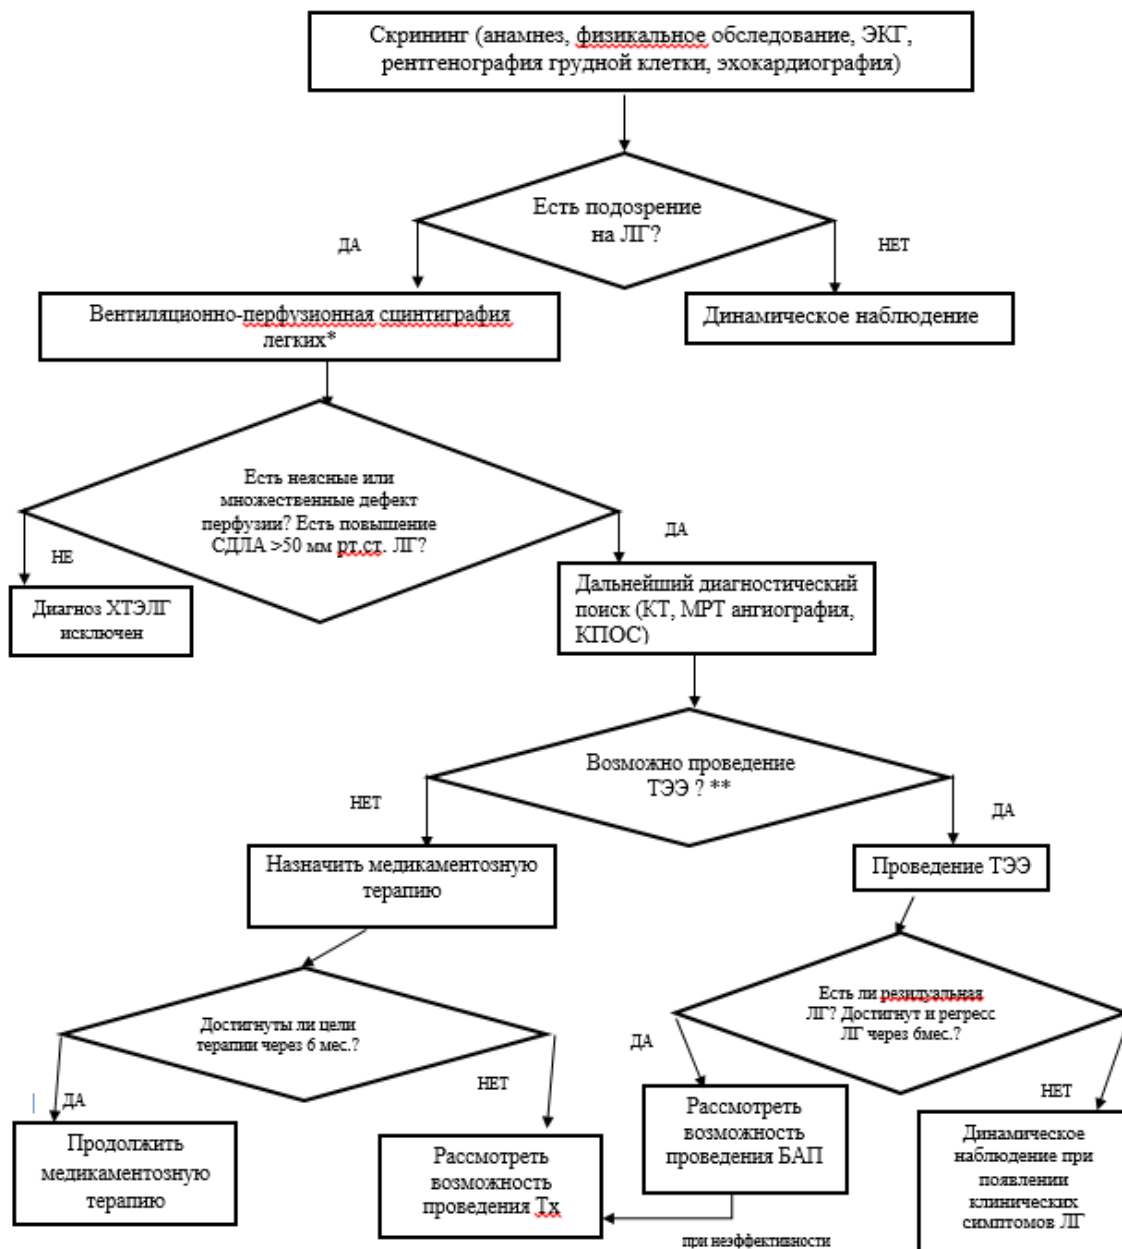 Скрининг (анамнез, физикальное обследование, ЭКГ,
рентгенография грудной клетки, эхокардиография)
Есть подозрение
на ЛГ?
ДА
НЕТ
Вентиляционно-перфузионная сцинтиграфия
легких*
Динамическое наблюдение
Есть неясные или
множественные дефект
перфузии? Есть повышение
СДЛА >50 мм рт.ст. ЛГ?
НЕ
ДА
Диагноз ХТЭЛГ
исключен
Дальнейший диагностический
поиск (КТ, МРТ ангиография,
КПОС)
Возможно проведение
ТЭЭ ? **
НЕТ
ДА
Назначить медикаментозную
терапию
Проведение ТЭЭ
Достигнуты ли цели
терапии через 6 мес.?
Есть ли резидуальная
ЛГ? Достигнут и регресс
ЛГ через 6мес.?
ДА
НЕТ
ДА
НЕТ
Продолжить
медикаментозную
терапию
Рассмотреть
возможность
проведения Тх
Рассмотреть
возможность
проведения БАП
Динамическое
наблюдение при
появлении
клинических
симптомов ЛГ
при неэффективности